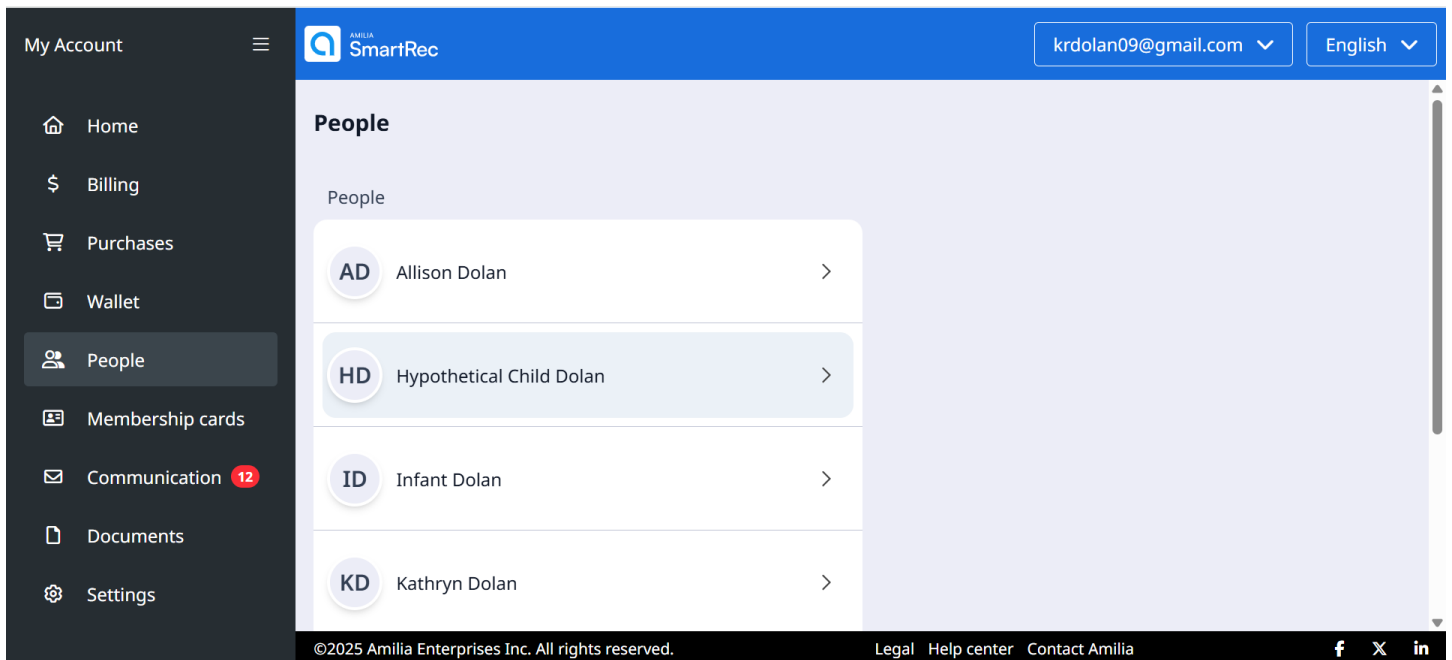 My Account
AMILIA
SmartRec
krdolan09@gmail.com
English
Home
Billing
Purchases
Wallet
People
Membership cards
Communication 12
Documents
Settings
People
People
AD Allison Dolan
HD Hypothetical Child Dolan
ID Infant Dolan
KD Kathryn Dolan
©2025 Amilia Enterprises Inc. All rights reserved. Legal Help center Contact Amilia